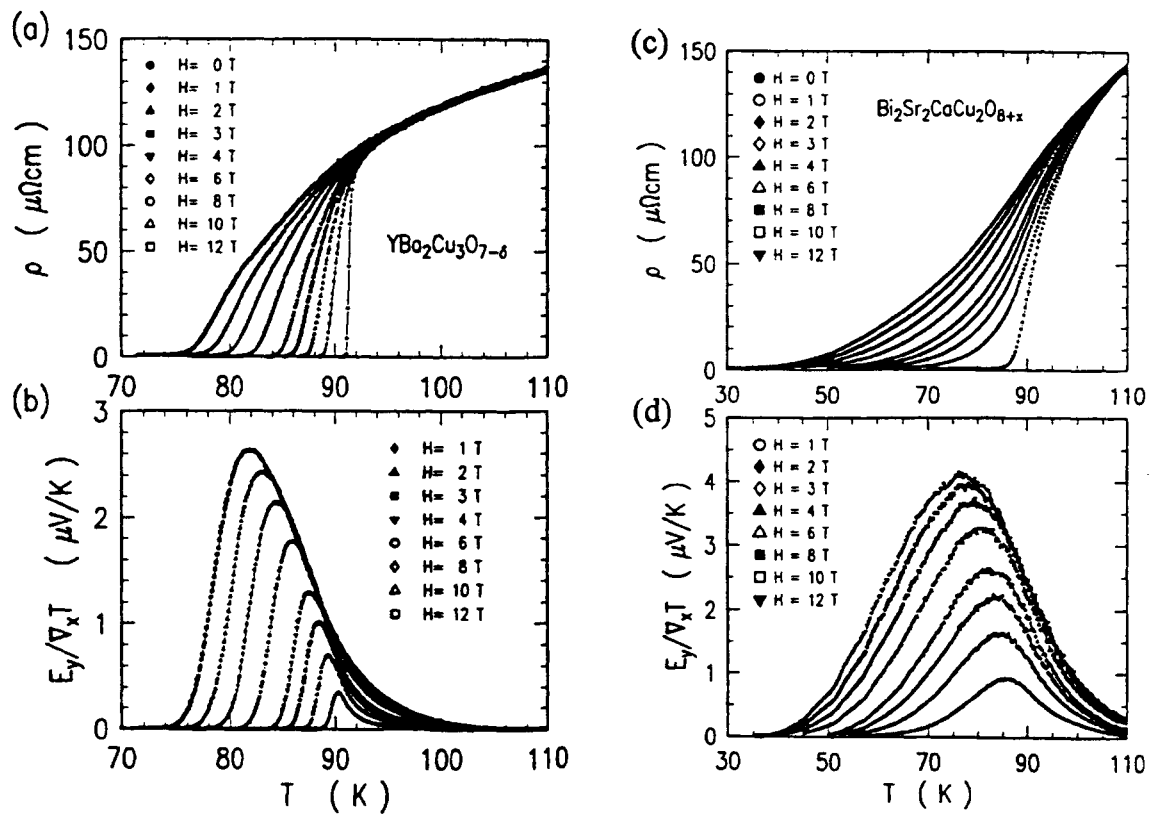 (a)
150
100
50
0
ρ ( μΩcm )
H= 0 T
H= 1 T
H= 2 T
H= 3 T
H= 4 T
H= 6 T
H= 8 T
H= 10 T
H= 12 T
YBa₂Cu₃O₇₋δ
70 80 90 100 110
(b)
3
2
1
0
E_y/∇_xT ( μV/K )
H= 1 T
H= 2 T
H= 3 T
H= 4 T
H= 6 T
H= 8 T
H= 10 T
H= 12 T
70 80 90 100 110
T ( K )
(c)
150
100
50
0
ρ ( μΩcm )
H = 0 T
H = 1 T
H = 2 T
H = 3 T
H = 4 T
H = 6 T
H = 8 T
H = 10 T
H = 12 T
Bi₂Sr₂CaCu₂O₈₊ₓ
30 50 70 90 110
(d)
5
4
3
2
1
0
E_y/∇_xT ( μV/K )
H = 1 T
H = 2 T
H = 3 T
H = 4 T
H = 6 T
H = 8 T
H = 10 T
H = 12 T
30 50 70 90 110
T ( K )